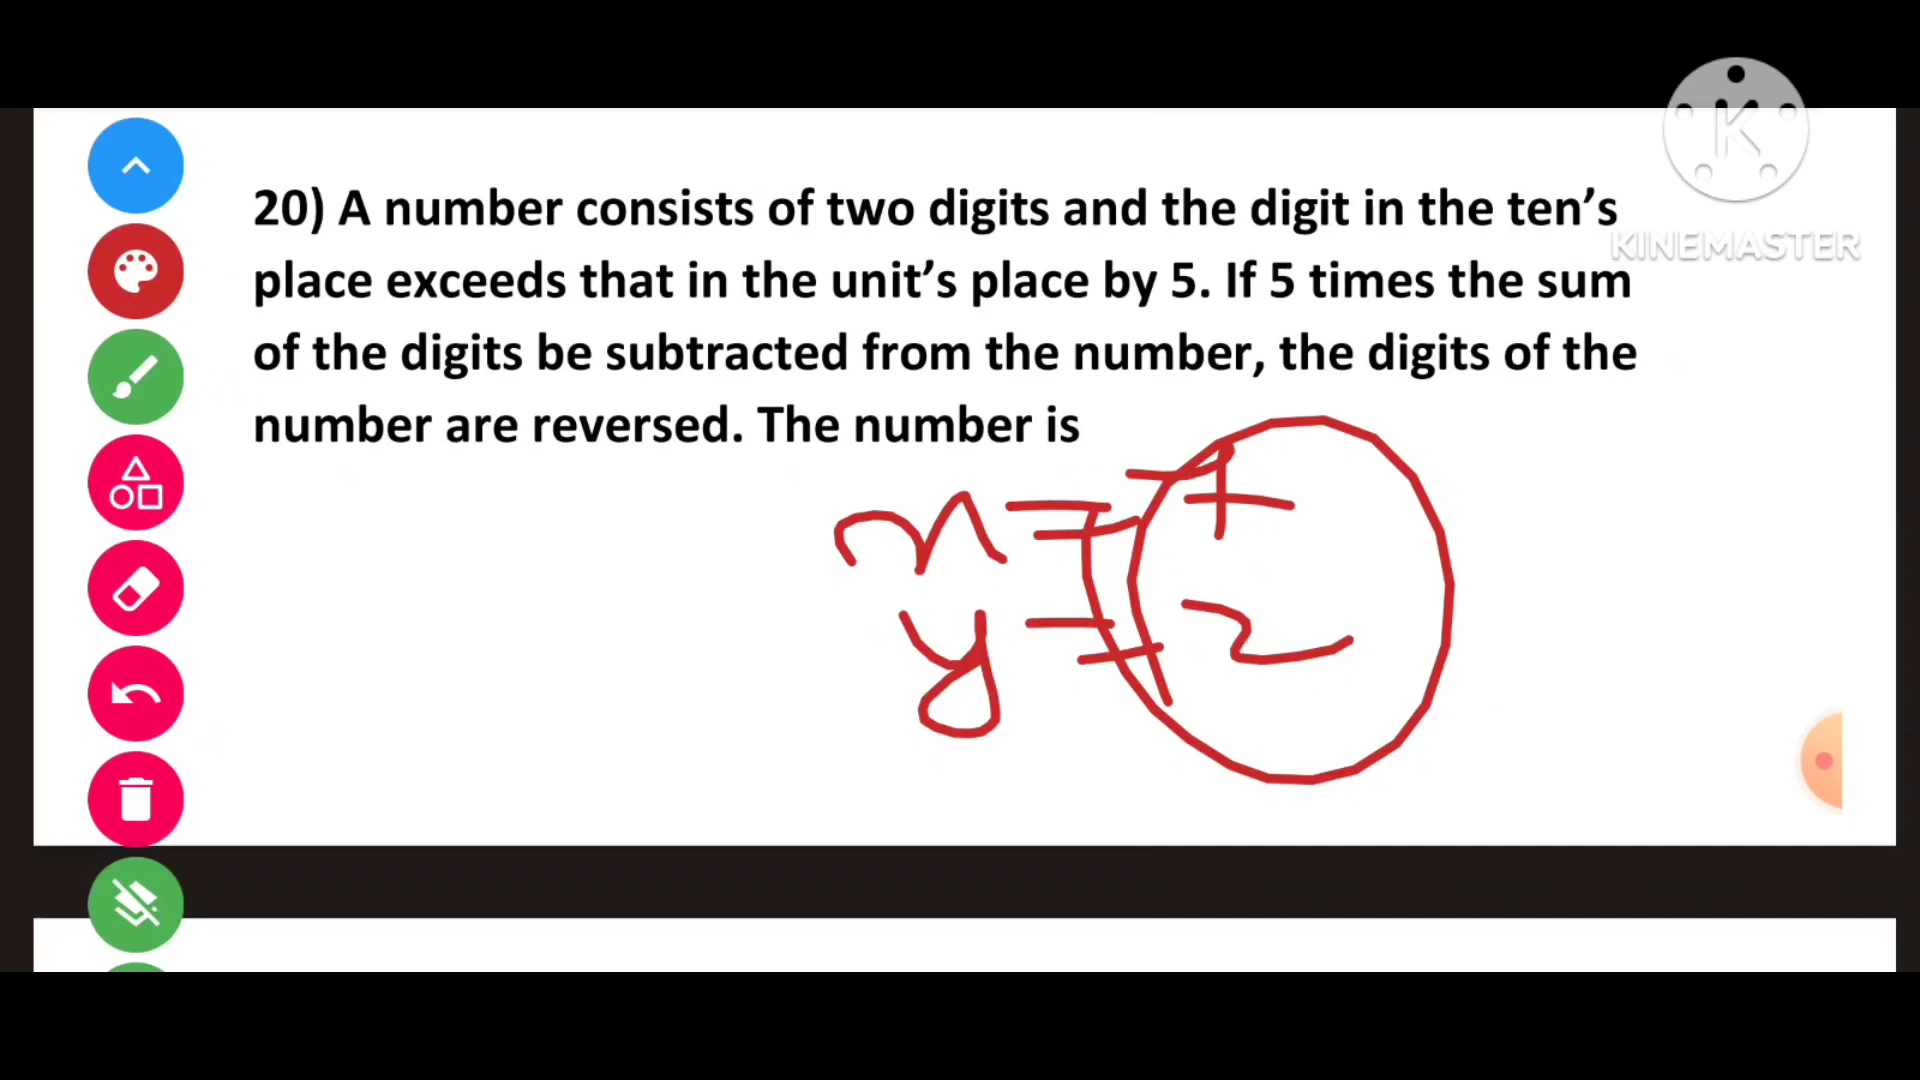 K
KINEMASTER
20) A number consists of two digits and the digit in the ten’s
place exceeds that in the unit’s place by 5. If 5 times the sum
of the digits be subtracted from the number, the digits of the
number are reversed. The number is
x = 7
y = 2